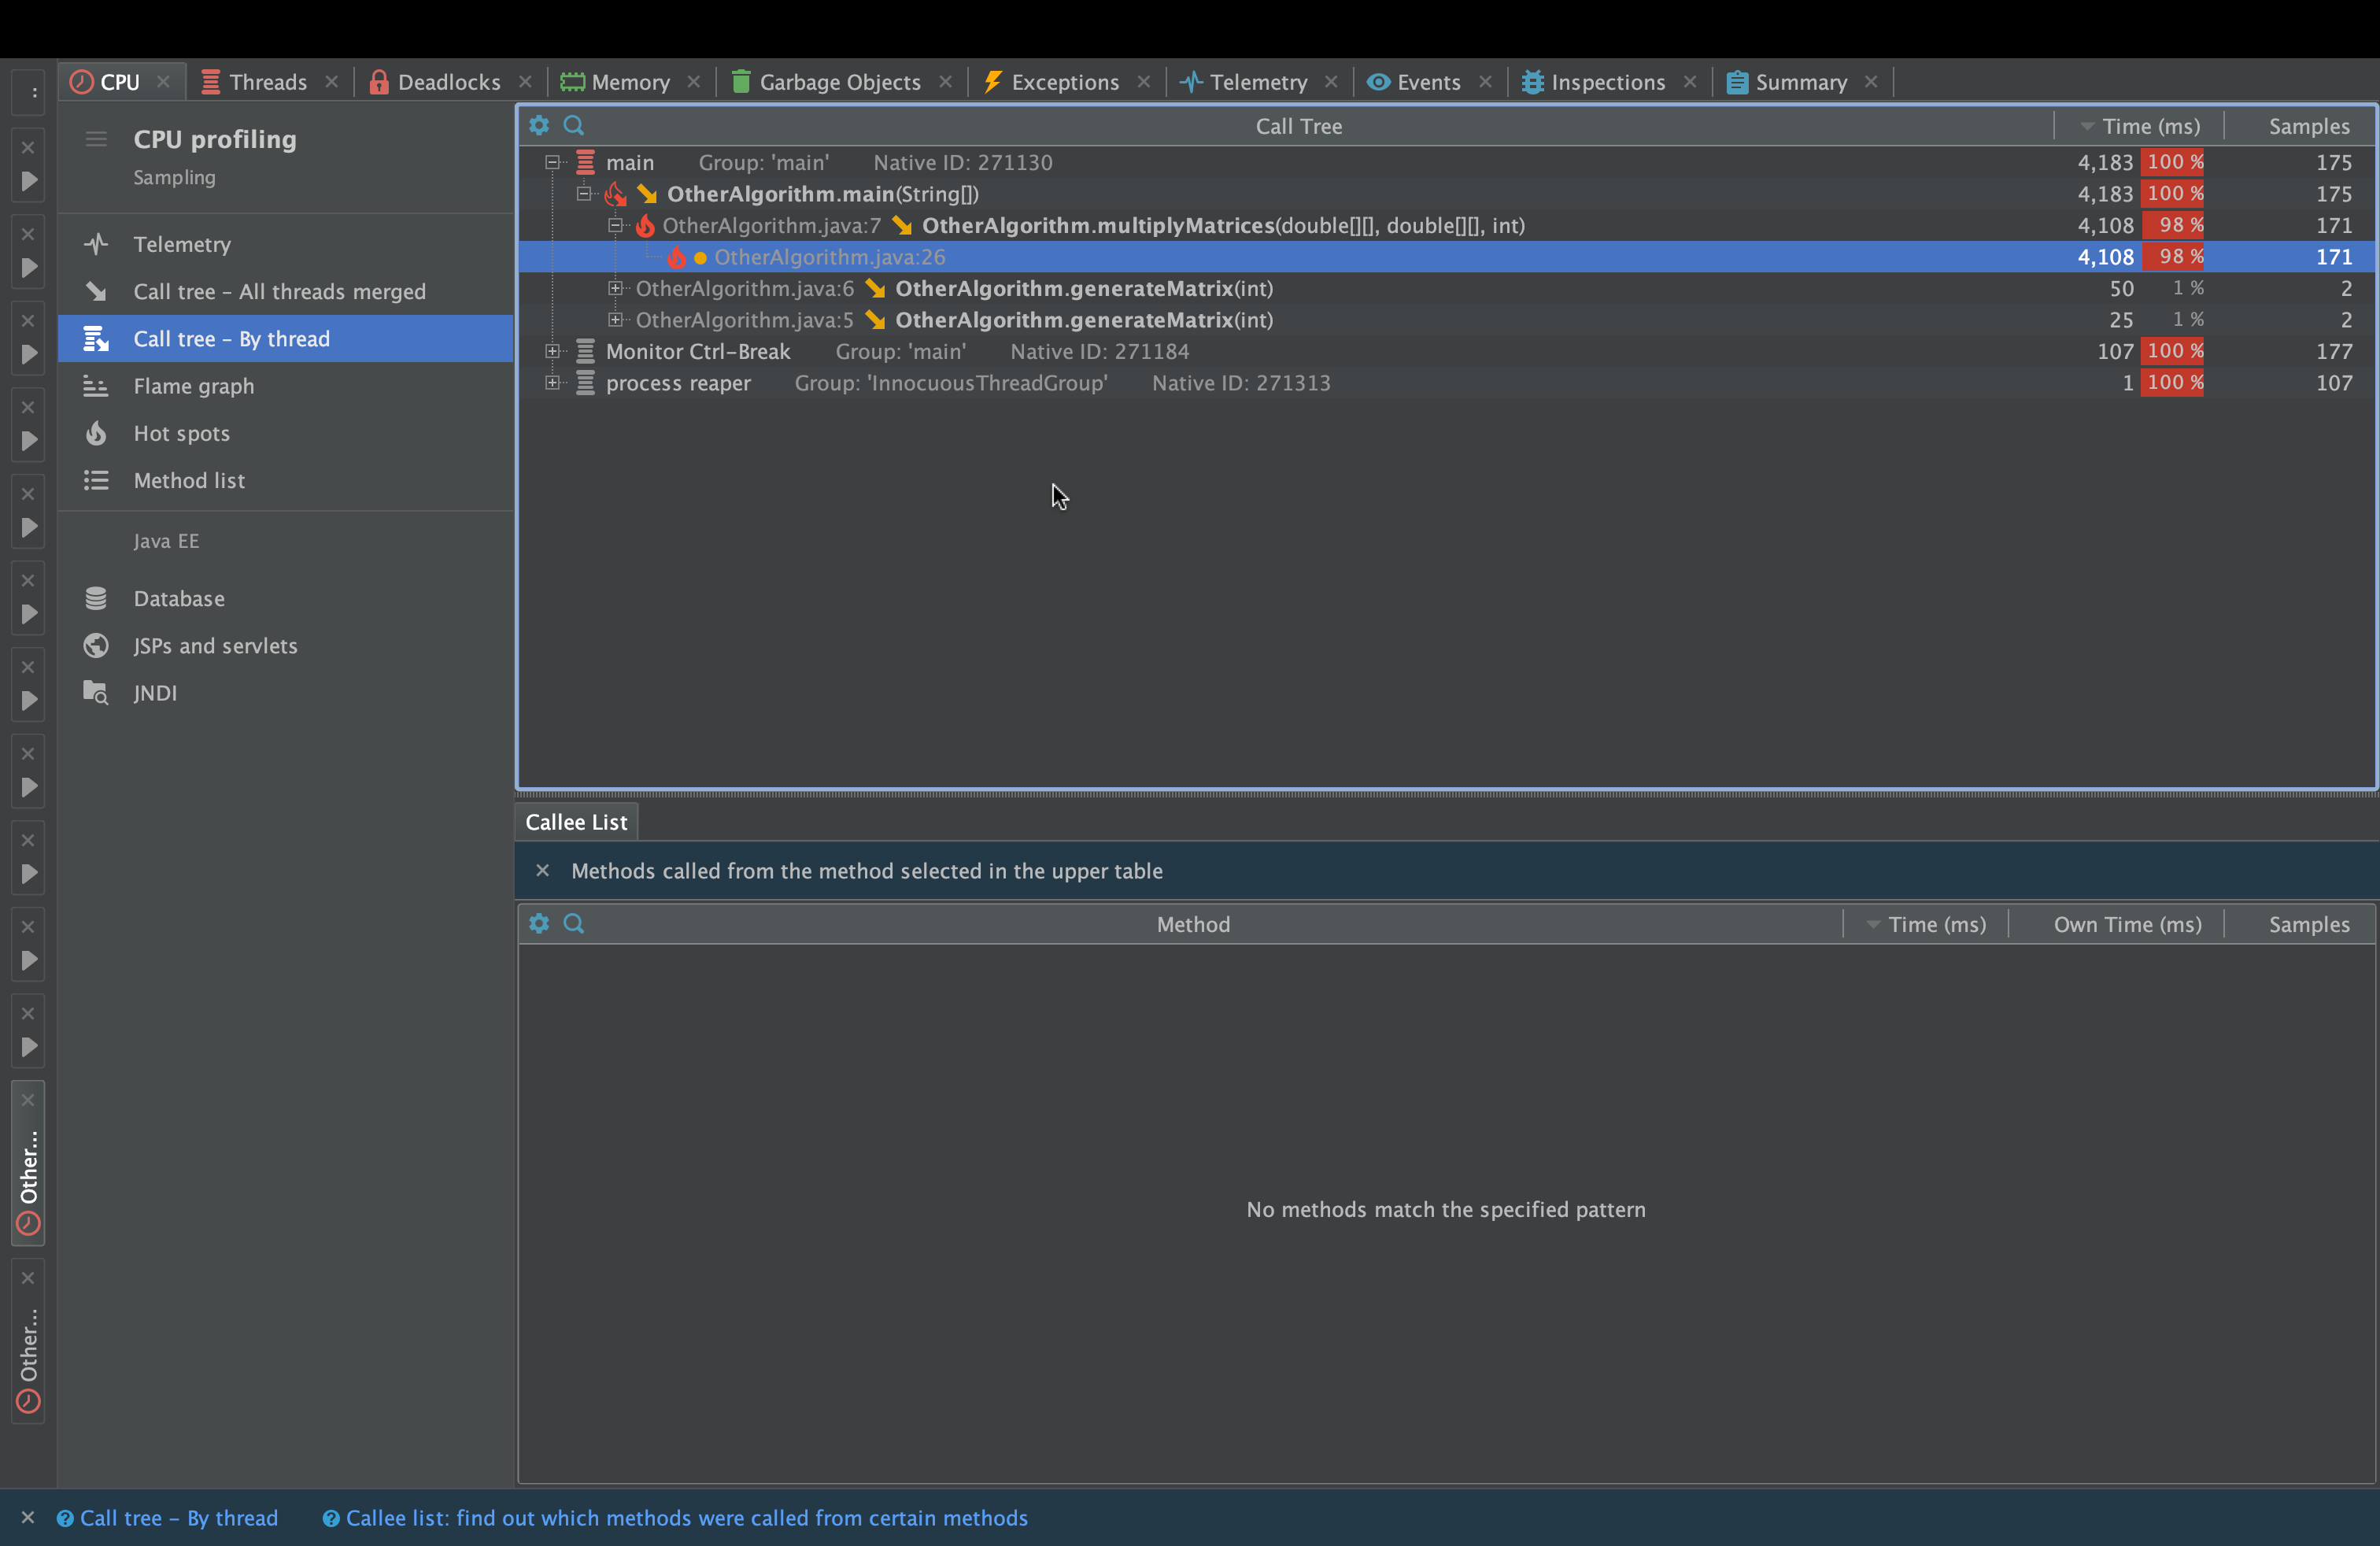 CPU Threads Deadlocks Memory Garbage Objects Exceptions Telemetry Events Inspections Summary
CPU profiling
Sampling
Telemetry
Call tree – All threads merged
Call tree – By thread
Flame graph
Hot spots
Method list
Java EE
Database
JSPs and servlets
JNDI
Call Tree Time (ms) Samples
main Group: 'main' Native ID: 271130 4,183 100 % 175
OtherAlgorithm.main(String[]) 4,183 100 % 175
OtherAlgorithm.java:7 OtherAlgorithm.multiplyMatrices(double[][], double[][], int) 4,108 98 % 171
OtherAlgorithm.java:26 4,108 98 % 171
OtherAlgorithm.java:6 OtherAlgorithm.generateMatrix(int) 50 1 % 2
OtherAlgorithm.java:5 OtherAlgorithm.generateMatrix(int) 25 1 % 2
Monitor Ctrl–Break Group: 'main' Native ID: 271184 107 100 % 177
process reaper Group: 'InnocuousThreadGroup' Native ID: 271313 1 100 % 107
Callee List
Methods called from the method selected in the upper table
Method Time (ms) Own Time (ms) Samples
No methods match the specified pattern
Other...
Other...
Call tree – By thread Callee list: find out which methods were called from certain methods